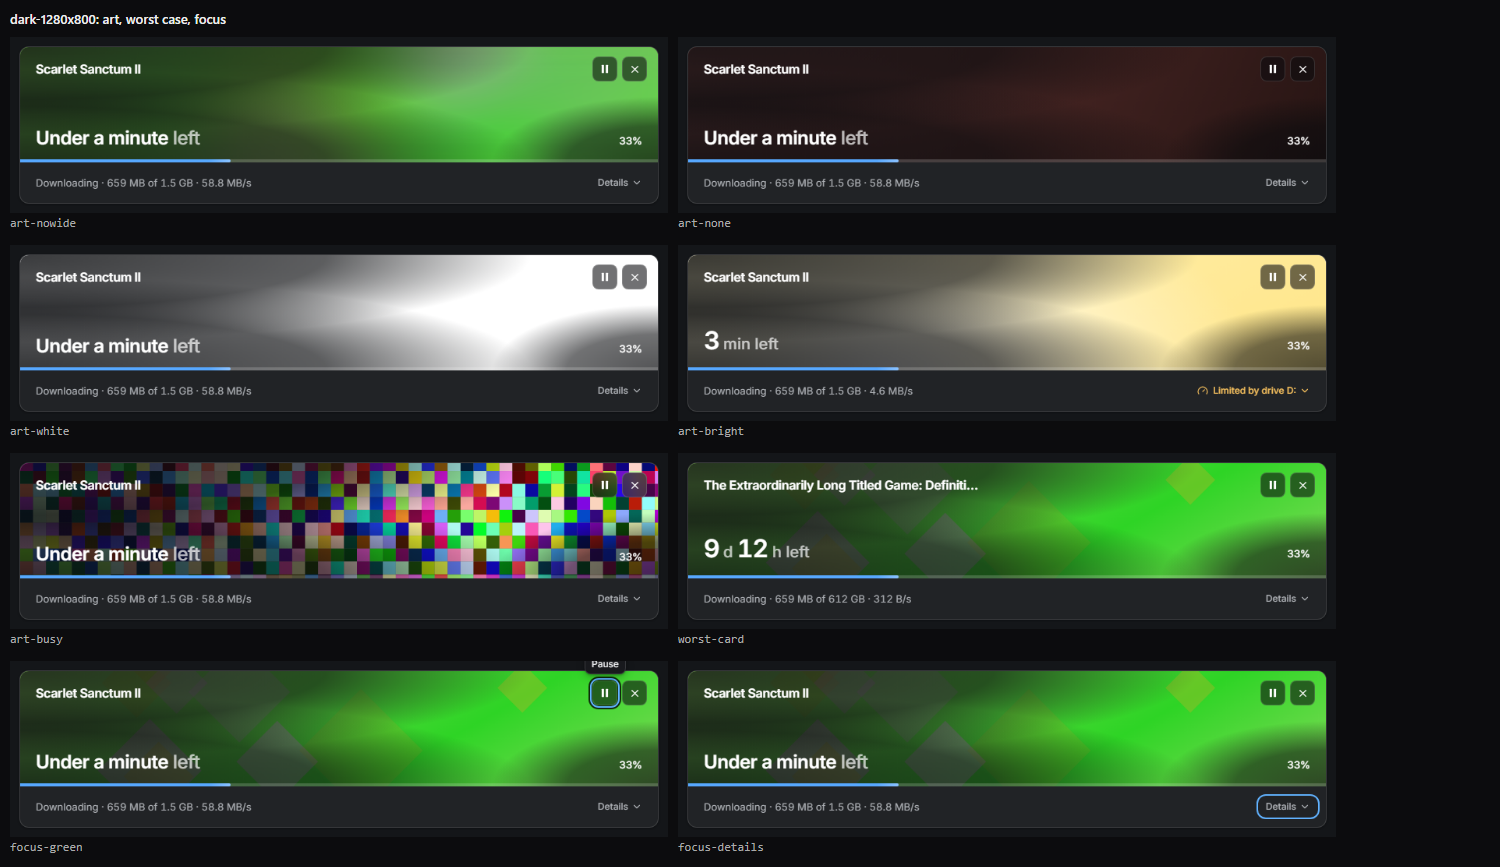 dark-1280x800: art, worst case, focus
Scarlet Sanctum II
Under a minute left
33%
Downloading · 659 MB of 1.5 GB · 58.8 MB/s
Details
art-nowide
Scarlet Sanctum II
Under a minute left
33%
Downloading · 659 MB of 1.5 GB · 58.8 MB/s
Details
art-none
Scarlet Sanctum II
Under a minute left
33%
Downloading · 659 MB of 1.5 GB · 58.8 MB/s
Details
art-white
Scarlet Sanctum II
3 min left
33%
Downloading · 659 MB of 1.5 GB · 4.6 MB/s
Limited by drive D:
art-bright
Scarlet Sanctum II
Under a minute left
33%
Downloading · 659 MB of 1.5 GB · 58.8 MB/s
Details
art-busy
The Extraordinarily Long Titled Game: Definiti...
9 d 12 h left
33%
Downloading · 659 MB of 612 GB · 312 B/s
Details
worst-card
Pause
Scarlet Sanctum II
Under a minute left
33%
Downloading · 659 MB of 1.5 GB · 58.8 MB/s
Details
focus-green
Scarlet Sanctum II
Under a minute left
33%
Downloading · 659 MB of 1.5 GB · 58.8 MB/s
Details
focus-details